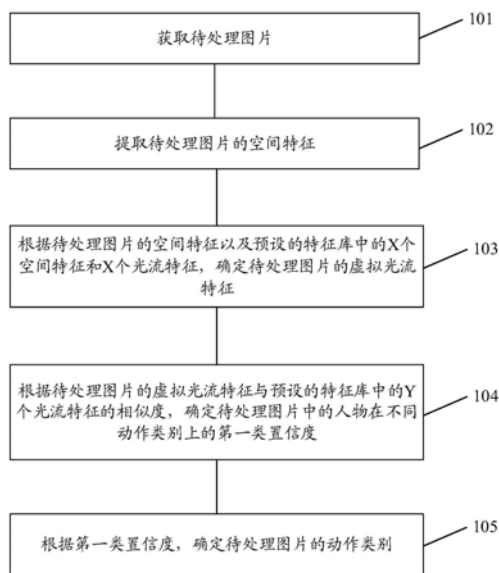 获取待处理图片
101
提取待处理图片的空间特征
102
根据待处理图片的空间特征以及预设的特征库中的X个
空间特征和X个光流特征，确定待处理图片的虚拟光流
特征
103
根据待处理图片的虚拟光流特征与预设的特征库中的Y
个光流特征的相似度，确定待处理图片中的人物在不同
动作类别上的第一类置信度
104
根据第一类置信度，确定待处理图片的动作类别
105